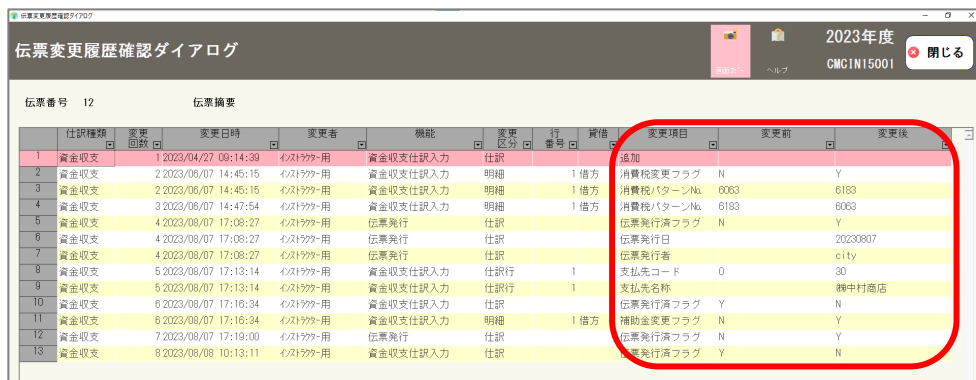 伝票変更履歴確認ダイアログ
伝票変更履歴確認ダイアログ
ヘルプ
2023年度
CMCIN15001
閉じる
伝票番号 12 伝票摘要
仕訳種類 変更回数 変更日時 変更者 機能 変更区分 行番号 貸借 変更項目 変更前 変更後
1 資金収支 1 2023/04/27 09:14:39 インストラクター用 資金収支仕訳入力 仕訳 追加
2 資金収支 2 2023/06/07 14:45:15 インストラクター用 資金収支仕訳入力 明細 1 借方 消費税変更フラグ N Y
3 資金収支 2 2023/06/07 14:45:15 インストラクター用 資金収支仕訳入力 明細 1 借方 消費税パターンNo. 6063 6183
4 資金収支 3 2023/06/07 14:47:54 インストラクター用 資金収支仕訳入力 明細 1 借方 消費税パターンNo. 6183 6063
5 資金収支 4 2023/08/07 17:08:27 インストラクター用 伝票発行 仕訳 伝票発行済フラグ N Y
6 資金収支 4 2023/08/07 17:08:27 インストラクター用 伝票発行 仕訳 伝票発行日 20230807
7 資金収支 4 2023/08/07 17:08:27 インストラクター用 伝票発行 仕訳 伝票発行者 city
8 資金収支 5 2023/08/07 17:13:14 インストラクター用 資金収支仕訳入力 仕訳行 1 支払先コード 0 30
9 資金収支 5 2023/08/07 17:13:14 インストラクター用 資金収支仕訳入力 仕訳行 1 支払先名称 ㈱中村商店
10 資金収支 6 2023/08/07 17:16:34 インストラクター用 資金収支仕訳入力 仕訳 伝票発行済フラグ Y N
11 資金収支 6 2023/08/07 17:16:34 インストラクター用 資金収支仕訳入力 明細 1 借方 補助金変更フラグ N Y
12 資金収支 7 2023/08/07 17:19:00 インストラクター用 伝票発行 仕訳 伝票発行済フラグ N Y
13 資金収支 8 2023/08/08 10:13:11 インストラクター用 資金収支仕訳入力 仕訳 伝票発行済フラグ Y N